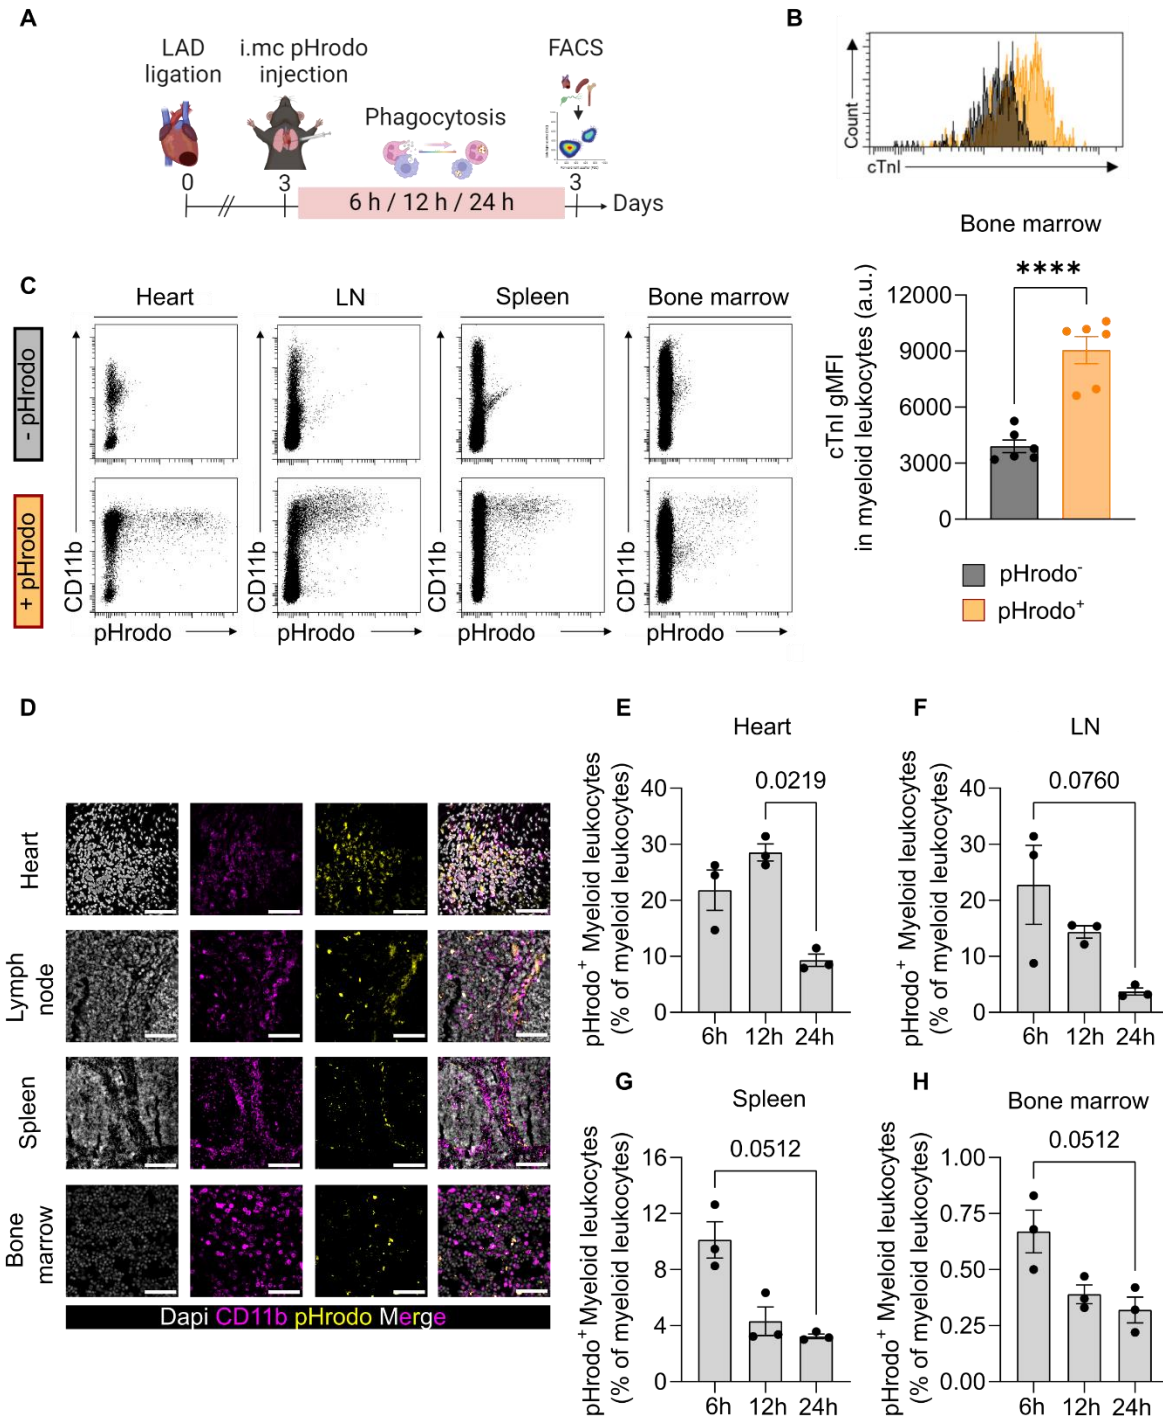 A
LAD
ligation
i.mc pHrodo
injection
Phagocytosis
FACS
0
3
6 h / 12 h / 24 h
3
Days
B
Count
cTnI
Bone marrow
****
cTnI gMFI
in myeloid leukocytes (a.u.)
12000
9000
6000
3000
0
pHrodo⁻
pHrodo⁺
C
Heart
LN
Spleen
Bone marrow
- pHrodo
+ pHrodo
CD11b
CD11b
CD11b
CD11b
pHrodo
pHrodo
pHrodo
pHrodo
D
Heart
Lymph
node
Spleen
Bone
marrow
Dapi CD11b pHrodo Merge
E
Heart
pHrodo⁺ Myeloid leukocytes
(% of myeloid leukocytes)
40
30
20
10
0
0.0219
6h 12h 24h
F
LN
pHrodo⁺ Myeloid leukocytes
(% of myeloid leukocytes)
40
30
20
10
0
0.0760
6h 12h 24h
G
Spleen
pHrodo⁺ Myeloid leukocytes
(% of myeloid leukocytes)
16
12
8
4
0
0.0512
6h 12h 24h
H
Bone marrow
pHrodo⁺ Myeloid leukocytes
(% of myeloid leukocytes)
1.00
0.75
0.50
0.25
0.00
0.0512
6h 12h 24h